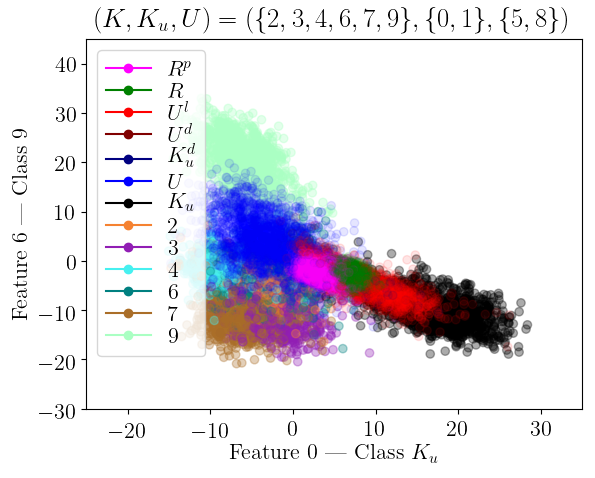 (K, K_u, U) = ({2, 3, 4, 6, 7, 9}, {0, 1}, {5, 8})
R^p
R
U^l
U^d
K_u^d
U
K_u
2
3
4
6
7
9
Feature 6 — Class 9
40
30
20
10
0
−10
−20
−30
−20 −10 0 10 20 30
Feature 0 — Class K_u